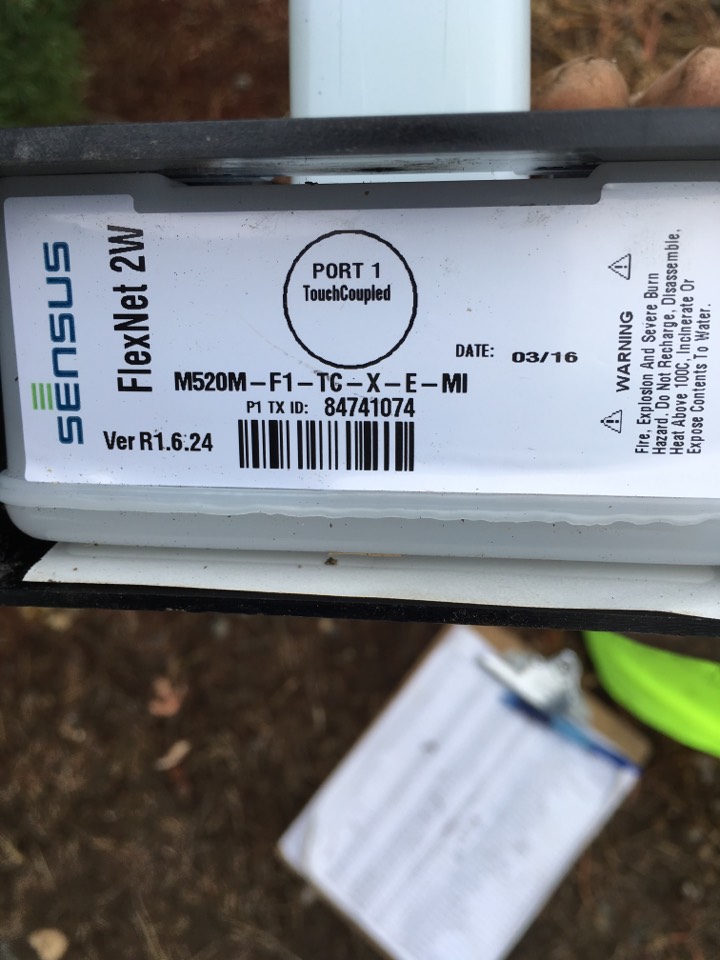 SENSUS
FlexNet 2W
PORT 1
TouchCoupled
DATE: 03/16
M520M-F1-TC-X-E-MI
P1 TX ID: 84741074
Ver R1.6.24
WARNING
Fire, Explosion And Severe Burn
Hazard. Do Not Recharge, Disassemble,
Heat Above 100C, Incinerate Or
Expose Contents To Water.